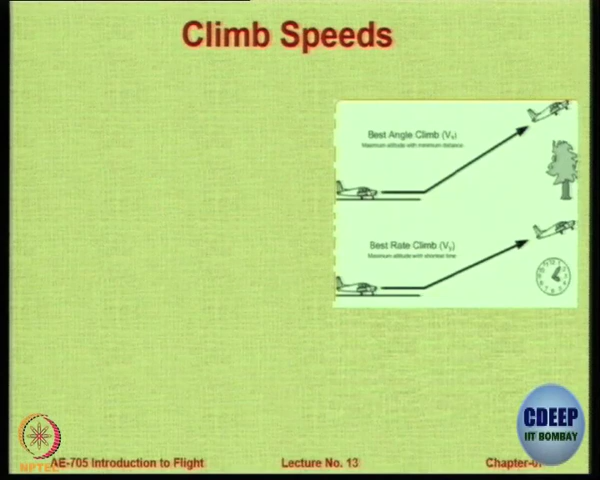 Climb Speeds
Best Angle Climb (Vx)
Maximum altitude with minimum distance
Best Rate Climb (Vy)
Maximum altitude with shortest time
CDEEP
IIT BOMBAY
NPTEL
AE-705 Introduction to Flight
Lecture No. 13